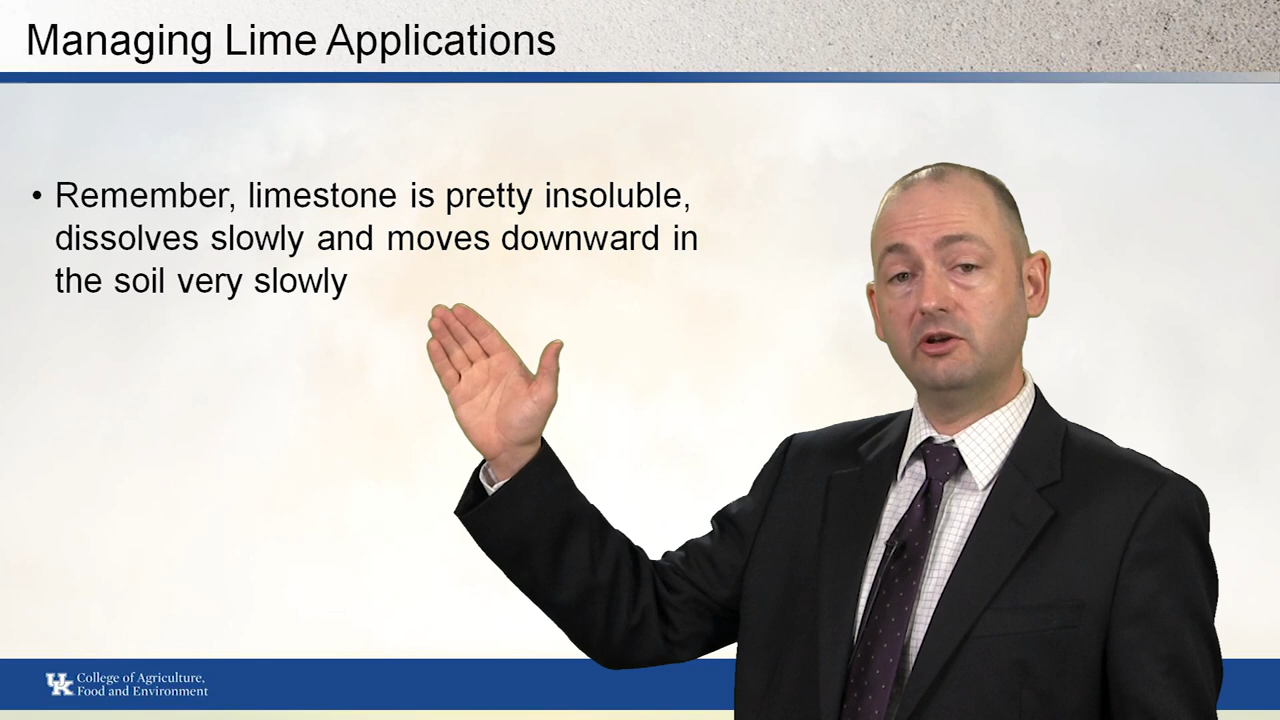 Managing Lime Applications
• Remember, limestone is pretty insoluble,
dissolves slowly and moves downward in
the soil very slowly
UK College of Agriculture,
Food and Environment